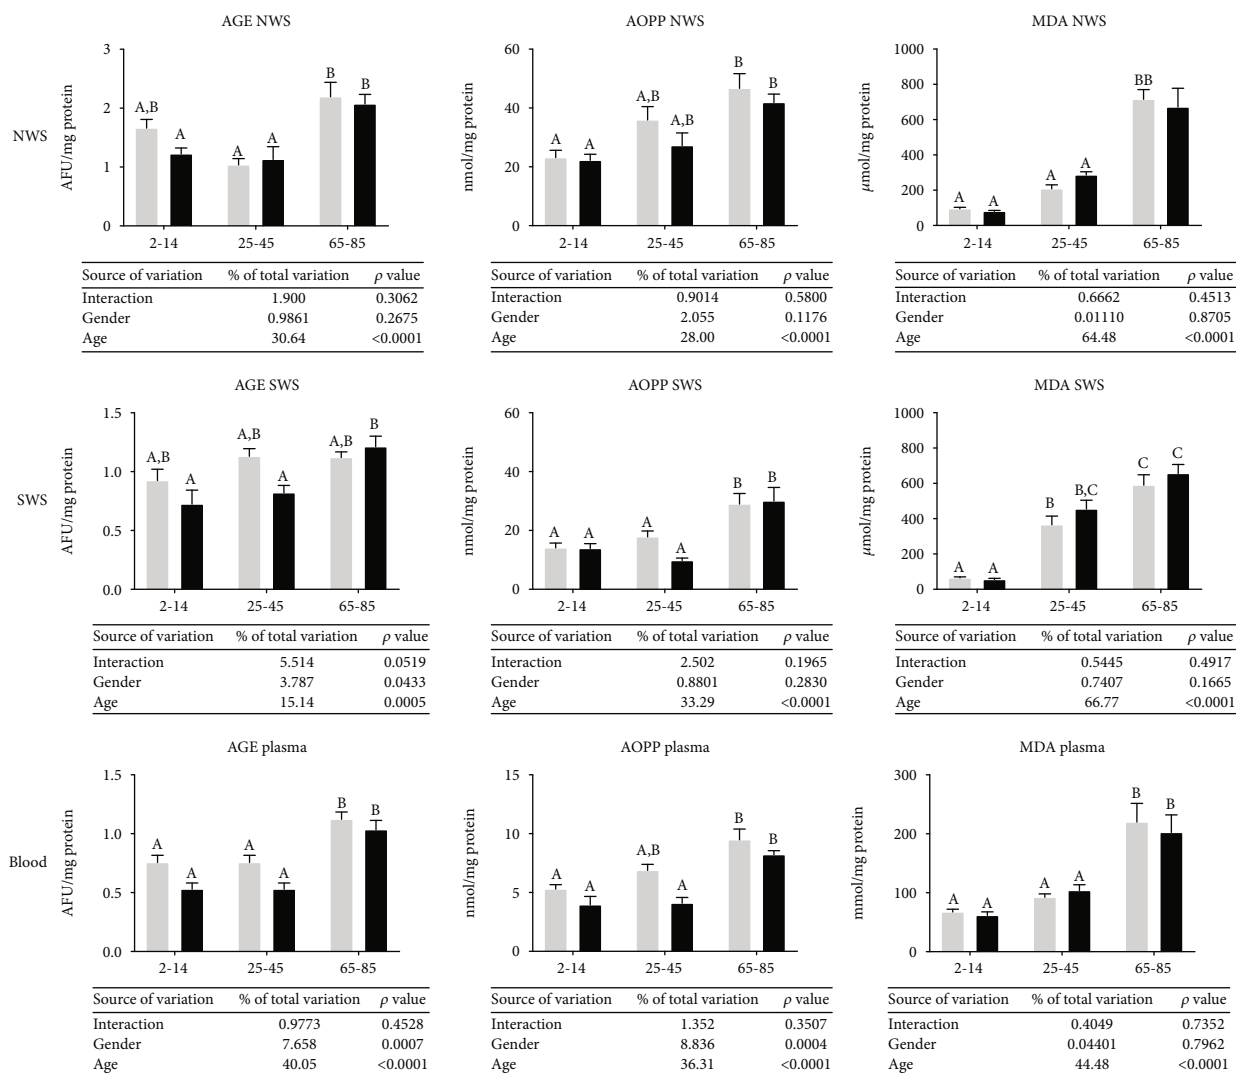 AGE NWS
AOPP NWS
MDA NWS
NWS
AFU/mg protein
3
2
1
0
A,B
A
A
A
B
B
2-14
25-45
65-85
nmol/mg protein
60
40
20
0
A
A
A,B
A,B
B
B
2-14
25-45
65-85
µmol/mg protein
1000
800
600
400
200
0
A
A
A
A
BB
2-14
25-45
65-85
Source of variation % of total variation ρ value
Interaction 1.900 0.3062
Gender 0.9861 0.2675
Age 30.64 <0.0001
Source of variation % of total variation ρ value
Interaction 0.9014 0.5800
Gender 2.055 0.1176
Age 28.00 <0.0001
Source of variation % of total variation ρ value
Interaction 0.6662 0.4513
Gender 0.01110 0.8705
Age 64.48 <0.0001
AGE SWS
AOPP SWS
MDA SWS
SWS
AFU/mg protein
1.5
1.0
0.5
0.0
A,B
A
A,B
A
A,B
B
2-14
25-45
65-85
nmol/mg protein
60
40
20
0
A
A
A
A
B
B
2-14
25-45
65-85
µmol/mg protein
1000
800
600
400
200
0
A
A
B
B,C
C
C
2-14
25-45
65-85
Source of variation % of total variation ρ value
Interaction 5.514 0.0519
Gender 3.787 0.0433
Age 15.14 0.0005
Source of variation % of total variation ρ value
Interaction 2.502 0.1965
Gender 0.8801 0.2830
Age 33.29 <0.0001
Source of variation % of total variation ρ value
Interaction 0.5445 0.4917
Gender 0.7407 0.1665
Age 66.77 <0.0001
AGE plasma
AOPP plasma
MDA plasma
Blood
AFU/mg protein
1.5
1.0
0.5
0.0
A
A
A
A
B
B
2-14
25-45
65-85
nmol/mg protein
15
10
5
0
A
A
A,B
A
B
B
2-14
25-45
65-85
mmol/mg protein
300
200
100
0
A
A
A
A
B
B
2-14
25-45
65-85
Source of variation % of total variation ρ value
Interaction 0.9773 0.4528
Gender 7.658 0.0007
Age 40.05 <0.0001
Source of variation % of total variation ρ value
Interaction 1.352 0.3507
Gender 8.836 0.0004
Age 36.31 <0.0001
Source of variation % of total variation ρ value
Interaction 0.4049 0.7352
Gender 0.04401 0.7962
Age 44.48 <0.0001